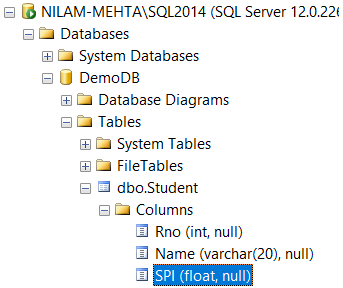 NILAM-MEHTA\SQL2014 (SQL Server 12.0.226
Databases
System Databases
DemoDB
Database Diagrams
Tables
System Tables
FileTables
dbo.Student
Columns
Rno (int, null)
Name (varchar(20), null)
SPI (float, null)